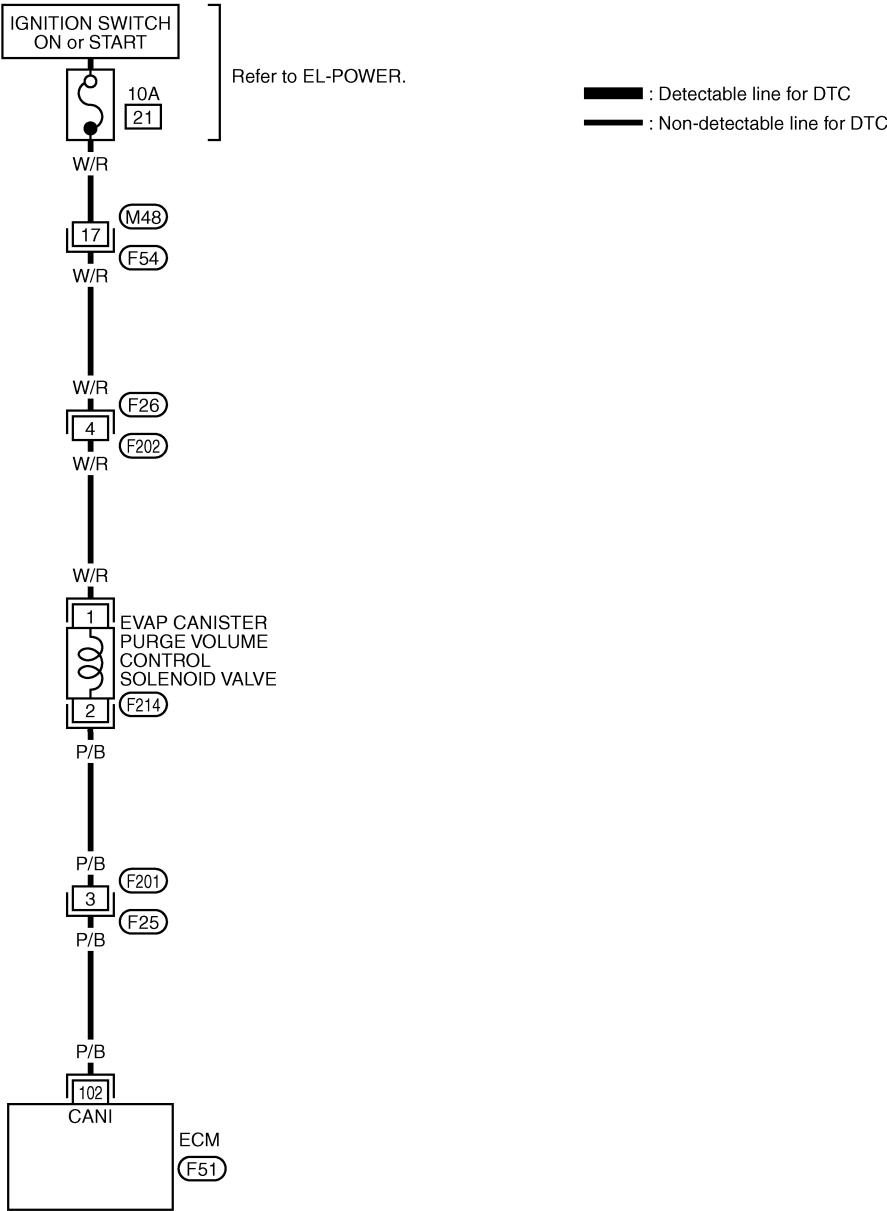 IGNITION SWITCH
ON or START
Refer to EL-POWER.
10A
21
: Detectable line for DTC
: Non-detectable line for DTC
W/R
M48
17
F54
W/R
W/R
F26
4
F202
W/R
W/R
1
EVAP CANISTER
PURGE VOLUME
CONTROL
SOLENOID VALVE
2
F214
P/B
P/B
F201
3
F25
P/B
P/B
102
CANI
ECM
F51